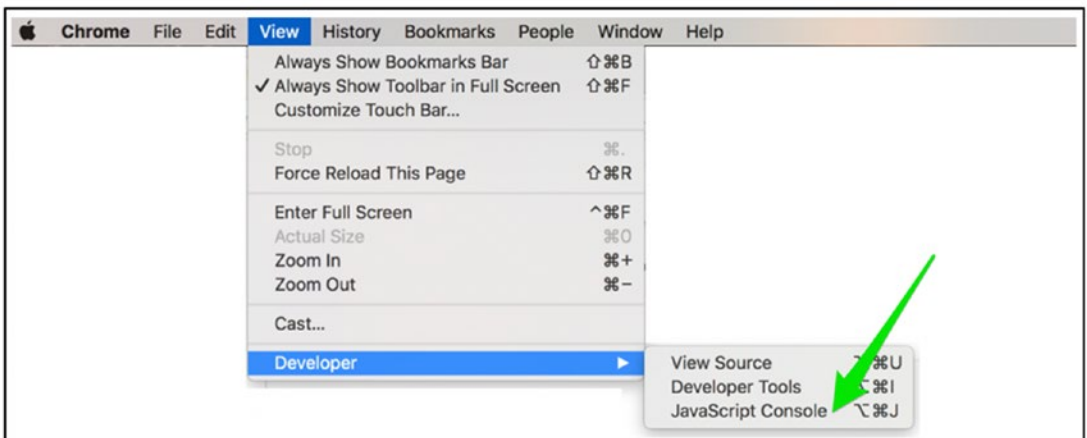 Chrome File Edit View History Bookmarks People Window Help
Always Show Bookmarks Bar ⇧⌘B
✓ Always Show Toolbar in Full Screen ⇧⌘F
Customize Touch Bar...
Stop ⌘.
Force Reload This Page ⇧⌘R
Enter Full Screen ^⌘F
Actual Size ⌘0
Zoom In ⌘+
Zoom Out ⌘−
Cast...
Developer ▶
View Source ⌥⌘U
Developer Tools ⌥⌘I
JavaScript Console ⌥⌘J